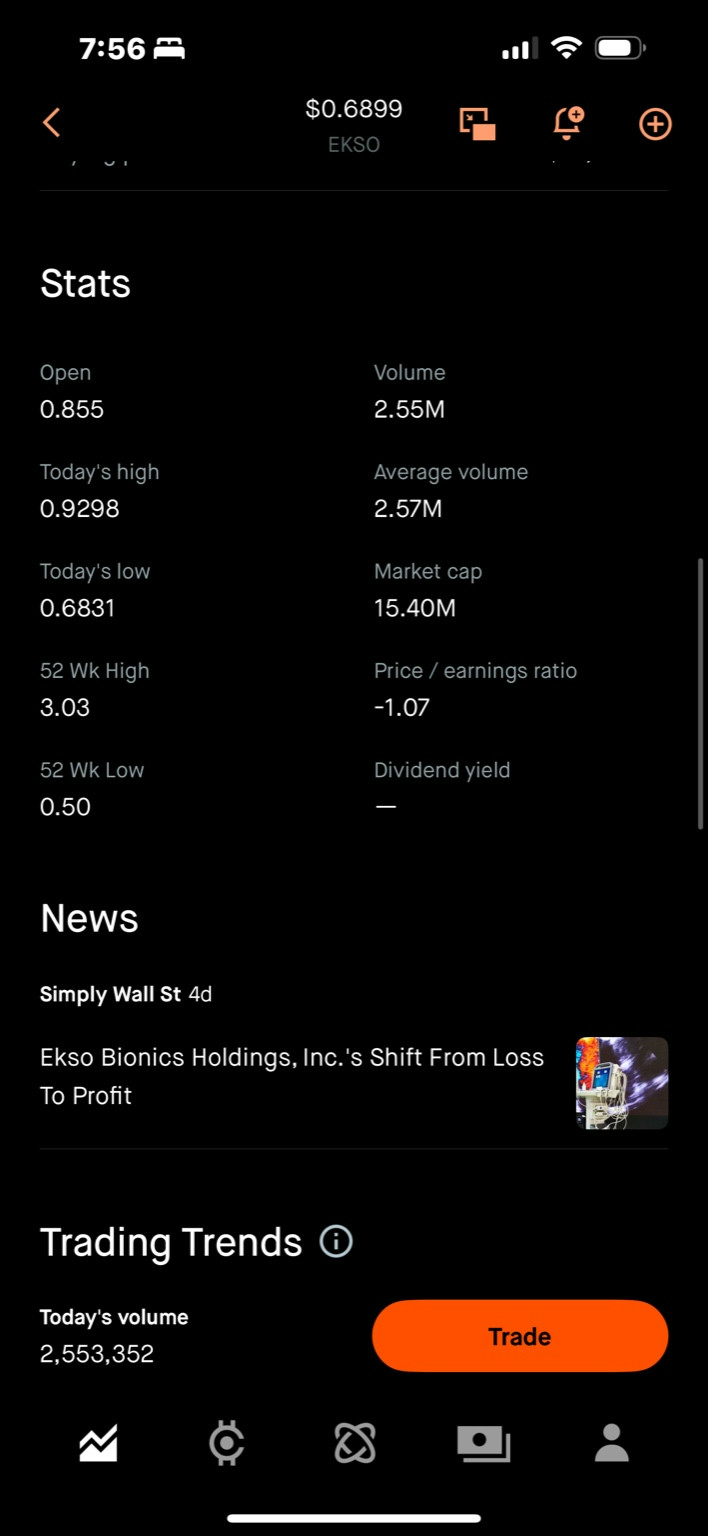 7:56
$0.6899
EKSO
Stats
Open
0.855
Volume
2.55M
Today's high
0.9298
Average volume
2.57M
Today's low
0.6831
Market cap
15.40M
52 Wk High
3.03
Price / earnings ratio
-1.07
52 Wk Low
0.50
Dividend yield
—
News
Simply Wall St 4d
Ekso Bionics Holdings, Inc.'s Shift From Loss
To Profit
Trading Trends
Today's volume
2,553,352
Trade